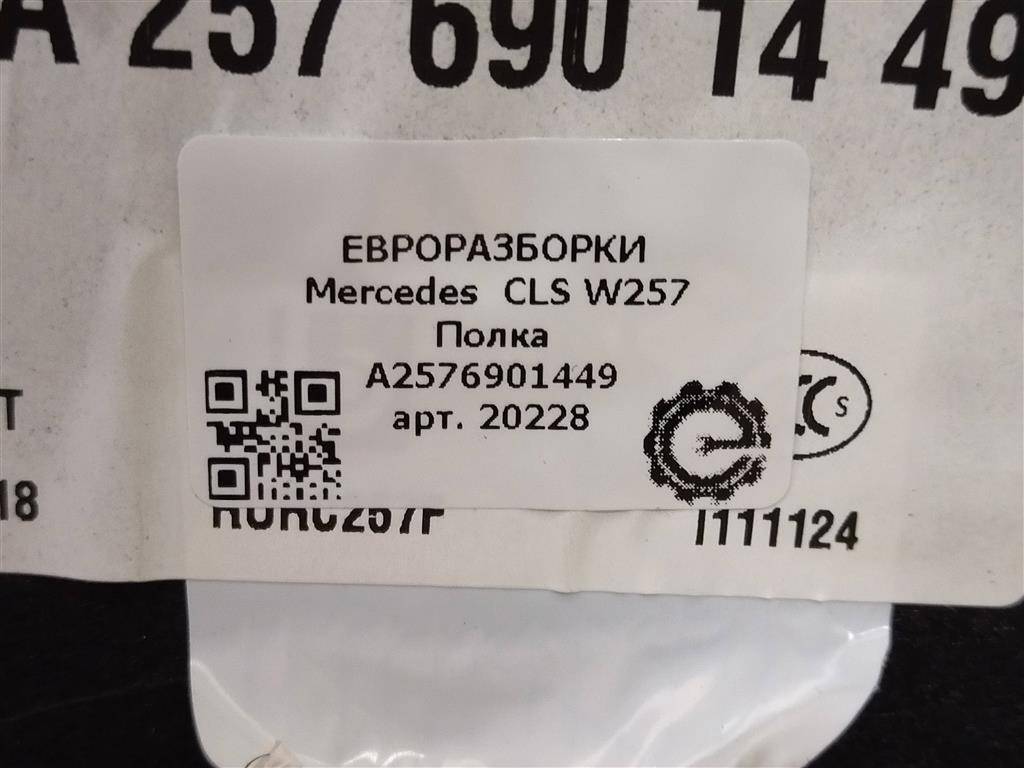 A 257 690 14 49
ЕВРОРАЗБОРКИ
Mercedes CLS W257
Полка
A2576901449
арт. 20228
S
T
18
I111124